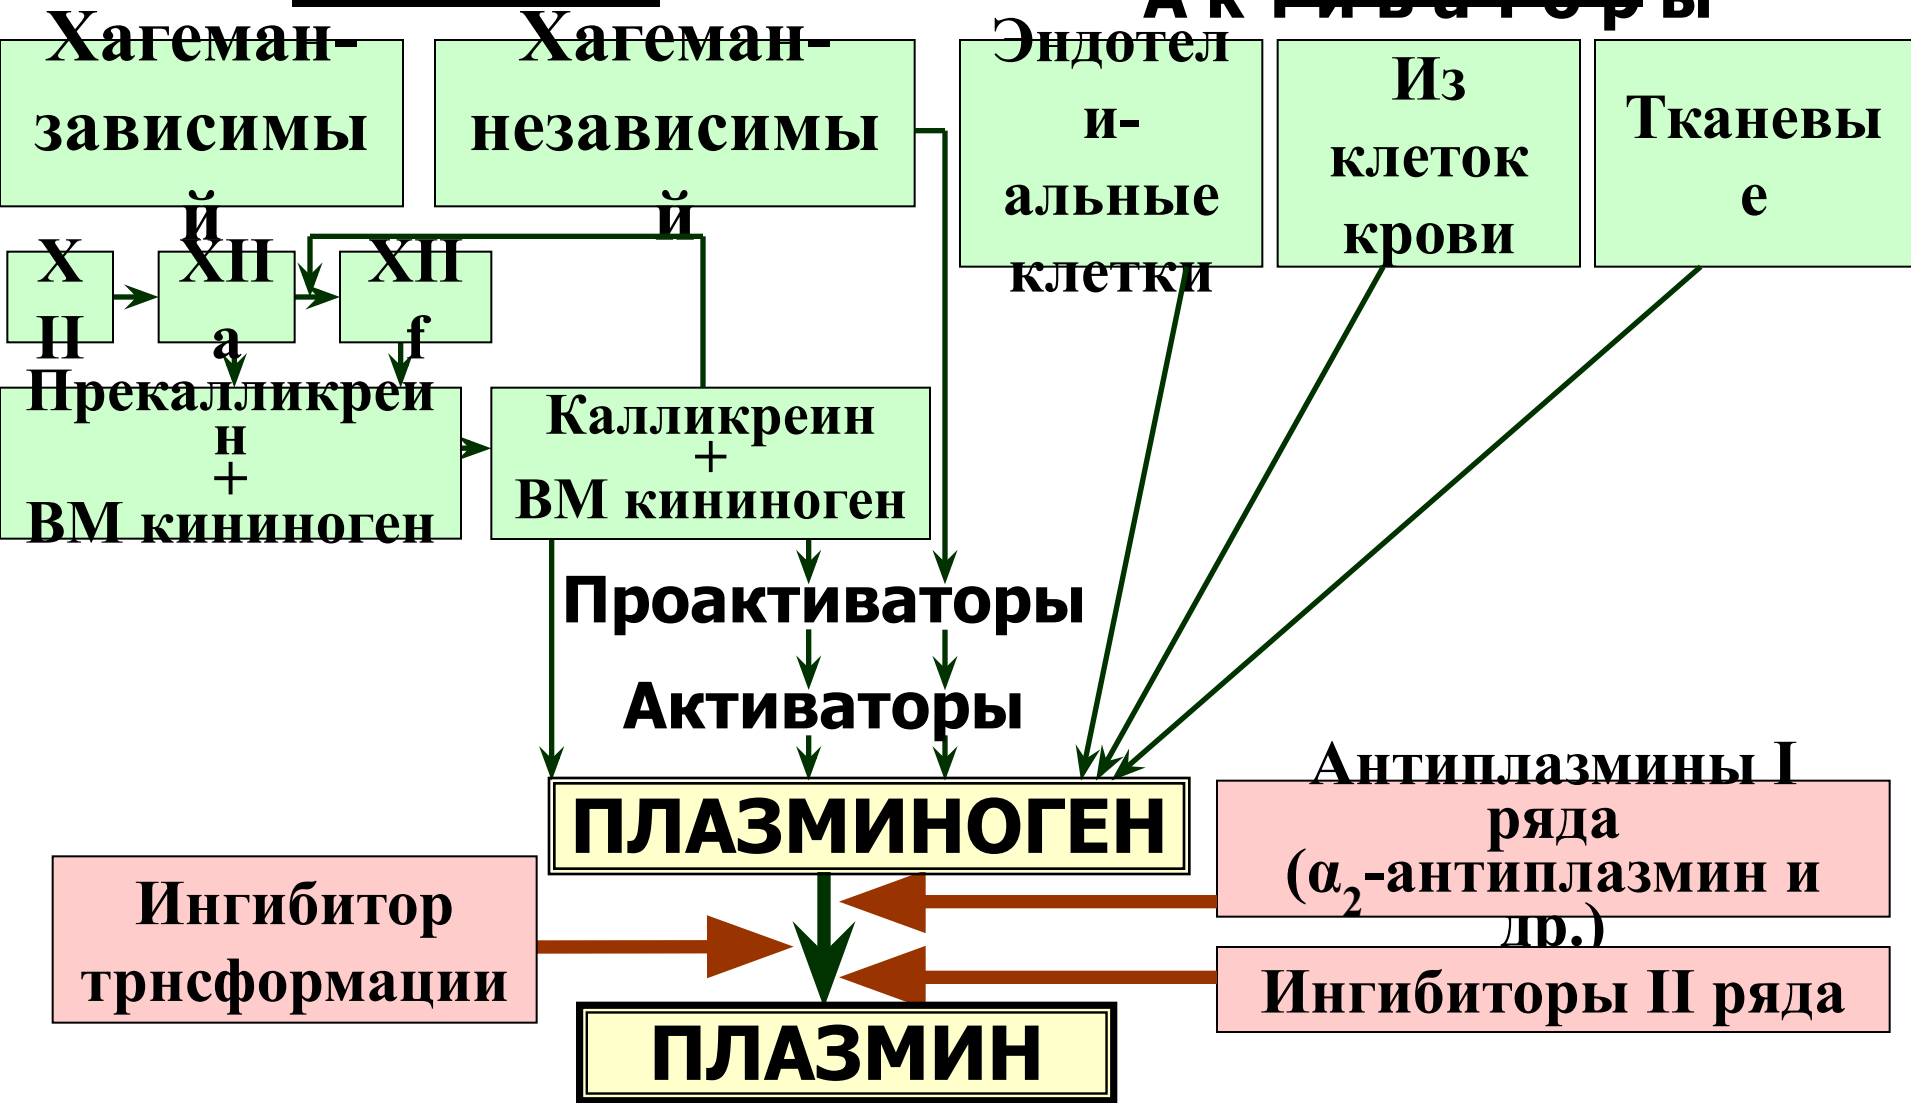 А к т и в а т о р ы
Хагеман-
зависимы
й
Хагеман-
независимы
й
Эндотел
и-
альные
клетки
Из
клеток
крови
Тканевы
е
X
II
XII
a
XII
f
Прекалликреи
н
+
ВМ кининоген
Калликреин
+
ВМ кининоген
Проактиваторы
Активаторы
ПЛАЗМИНОГЕН
Антиплазмины I
ряда
(α2-антиплазмин и
др.)
Ингибитор
трнсформации
Ингибиторы II ряда
ПЛАЗМИН